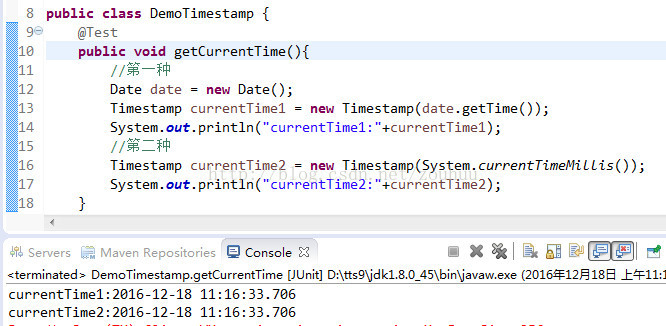 8 public class DemoTimestamp {
9 @Test
10 public void getCurrentTime(){
11 //第一种
12 Date date = new Date();
13 Timestamp currentTime1 = new Timestamp(date.getTime());
14 System.out.println("currentTime1:"+currentTime1);
15 //第二种
16 Timestamp currentTime2 = new Timestamp(System.currentTimeMillis());
http://blog.csdn.net/zouhuu
17 System.out.println("currentTime2:"+currentTime2);
18 }
Servers Maven Repositories Console
<terminated> DemoTimestamp.getCurrentTime [JUnit] D:\tts9\jdk1.8.0_45\bin\javaw.exe (2016年12月18日 上午11:1
currentTime1:2016-12-18 11:16:33.706
currentTime2:2016-12-18 11:16:33.706